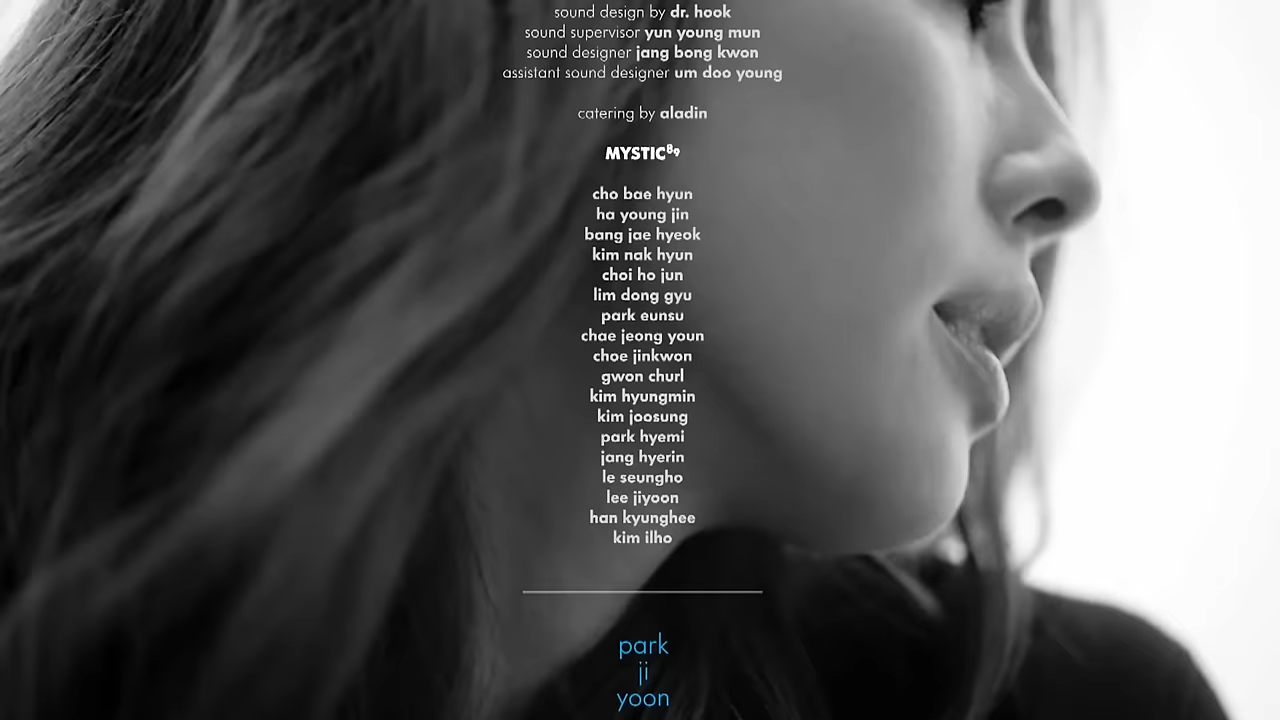 sound design by dr. hook
sound supervisor yun young mun
sound designer jang bong kwon
assistant sound designer um doo young
catering by aladin
MYSTIC89
cho bae hyun
ha young jin
bang jae hyeok
kim nak hyun
choi ho jun
lim dong gyu
park eunsu
chae jeong youn
choe jinkwon
gwon churl
kim hyungmin
kim joosung
park hyemi
jang hyerin
le seungho
lee jiyoon
han kyunghee
kim ilho
park
ji
yoon